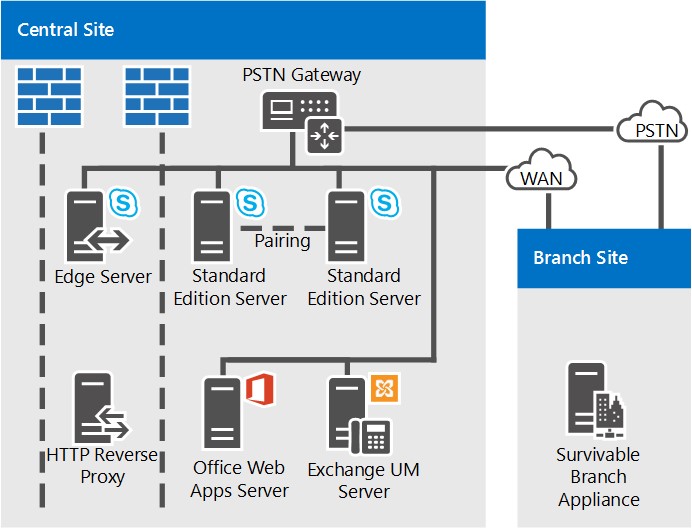 Central Site
PSTN Gateway
PSTN
WAN
Edge Server
Standard
Edition Server
Pairing
Standard
Edition Server
Branch Site
HTTP Reverse
Proxy
Office Web
Apps Server
Exchange UM
Server
Survivable
Branch
Appliance